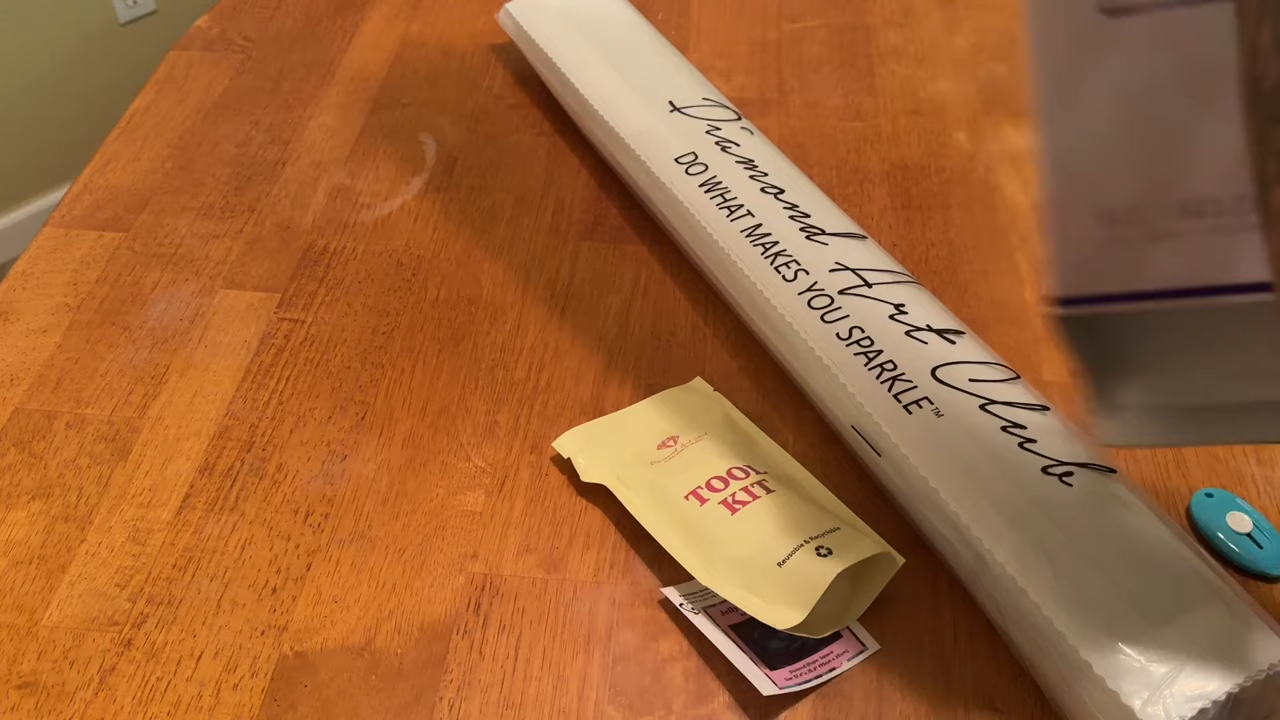 Diamond Art Club
DO WHAT MAKES YOU SPARKLE™
TOOL
KIT
Reusable & Recyclable